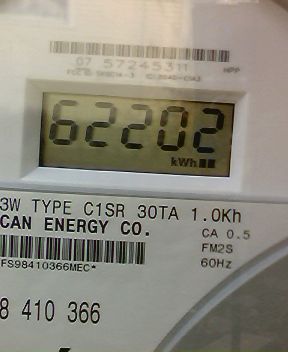 07 57245311
62202
kWh
3W TYPE C1SR 30TA 1.0Kh
CAN ENERGY CO.
CA 0.5
FM2S
60Hz
FS98410366MEC*
8 410 366